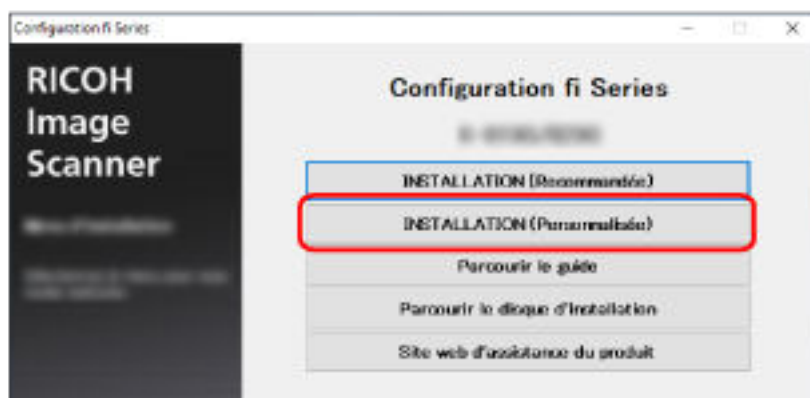 Configuration fi Series
RICOH
Image
Scanner
Configuration fi Series
INSTALLATION (Recommandée)
INSTALLATION (Personnalisée)
Parcourir le guide
Parcourir le disque d'installation
Site web d'assistance du produit